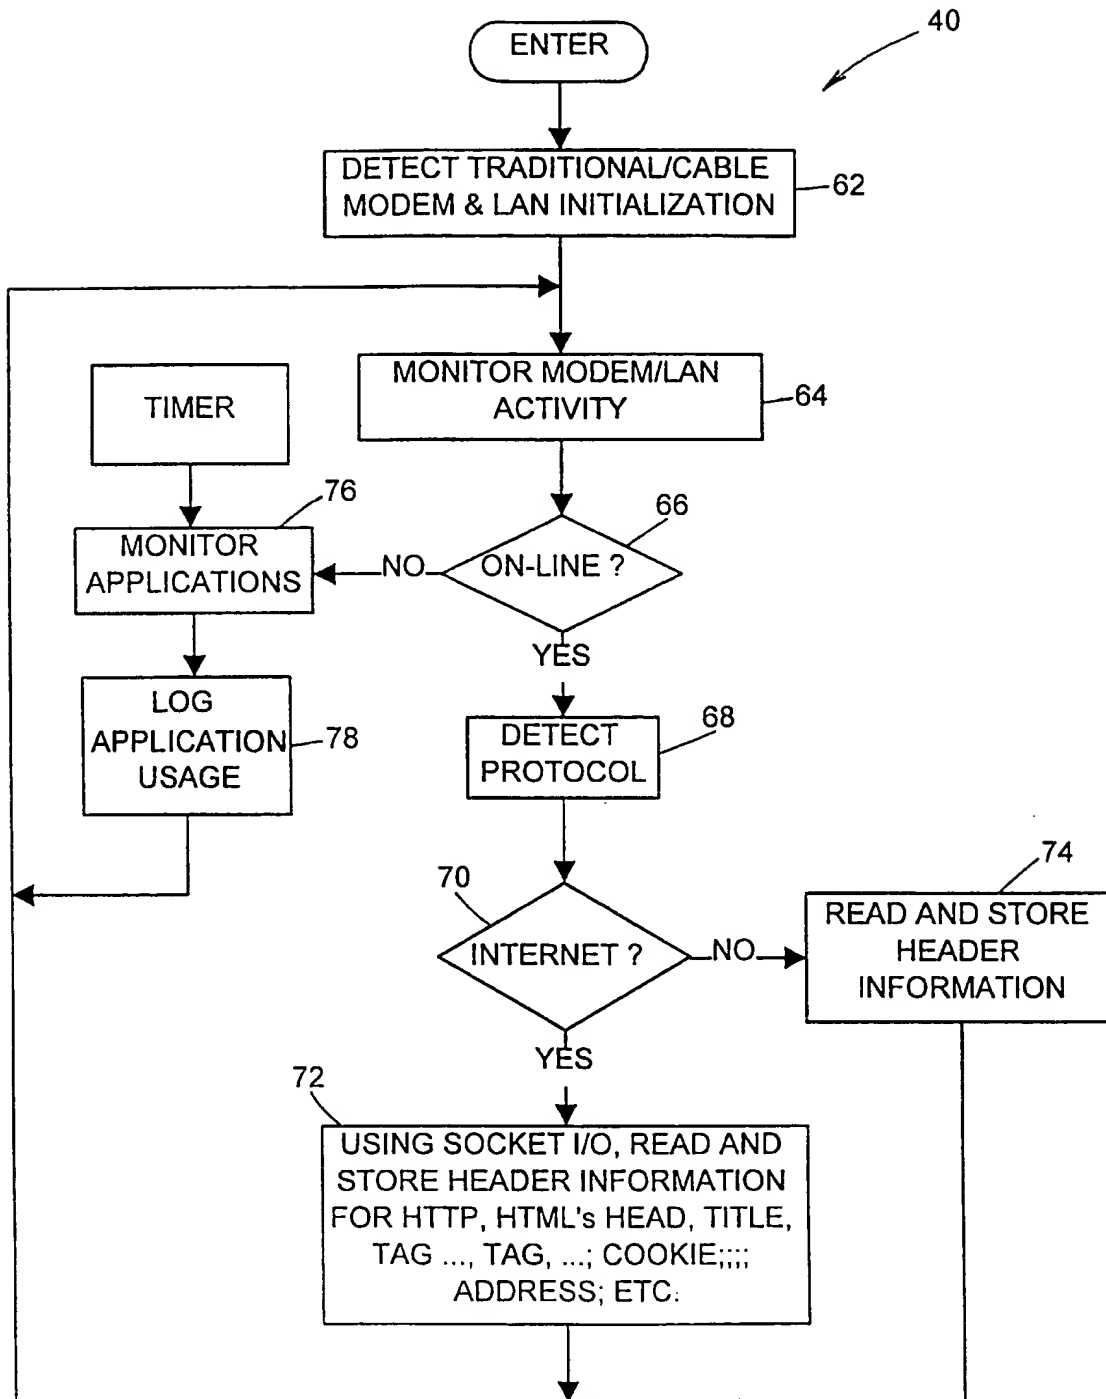 40
ENTER
DETECT TRADITIONAL/CABLE
MODEM & LAN INITIALIZATION
62
MONITOR MODEM/LAN
ACTIVITY
64
TIMER
76
MONITOR
APPLICATIONS
NO
ON-LINE ?
66
YES
LOG
APPLICATION
USAGE
78
DETECT
PROTOCOL
68
70
INTERNET ?
NO
74
READ AND STORE
HEADER
INFORMATION
YES
72
USING SOCKET I/O, READ AND
STORE HEADER INFORMATION
FOR HTTP, HTML's HEAD, TITLE,
TAG ..., TAG, ...; COOKIE;;;;
ADDRESS; ETC.